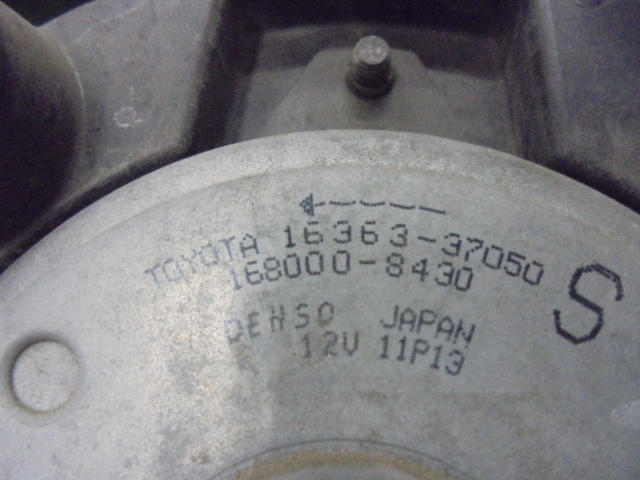 TOYOTA 16363-37050
168000-8430
S
DENSO JAPAN
12V 11P13